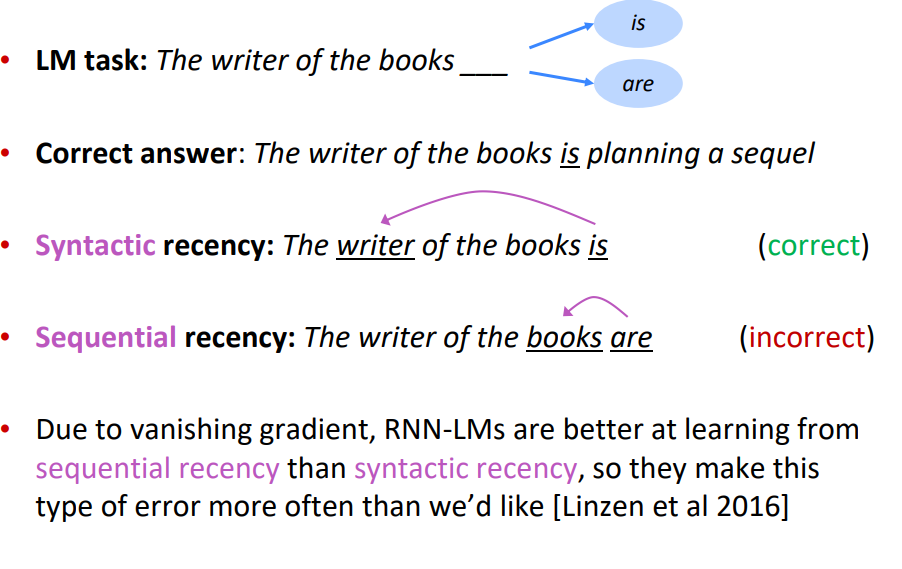 is
• LM task: The writer of the books ___
are
• Correct answer: The writer of the books is planning a sequel
• Syntactic recency: The writer of the books is (correct)
• Sequential recency: The writer of the books are (incorrect)
• Due to vanishing gradient, RNN-LMs are better at learning from
sequential recency than syntactic recency, so they make this
type of error more often than we’d like [Linzen et al 2016]